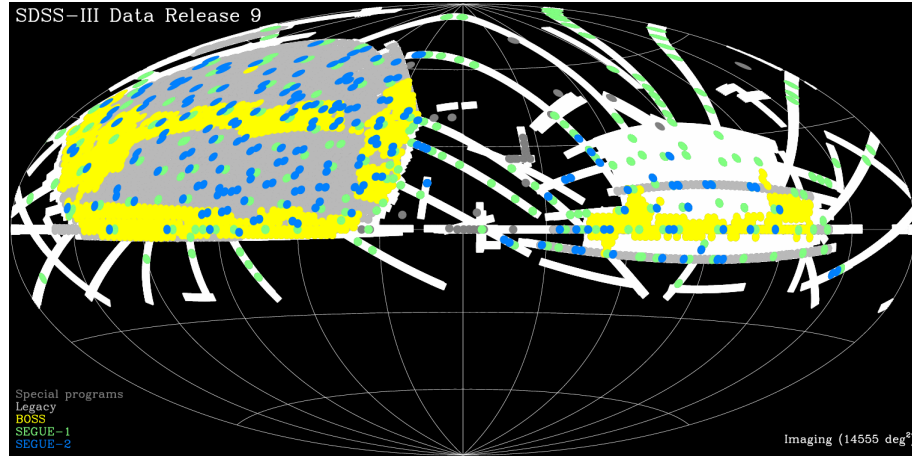 SDSS-III Data Release 9
Special programs
Legacy
BOSS
SEGUE-1
SEGUE-2
Imaging (14555 deg²)